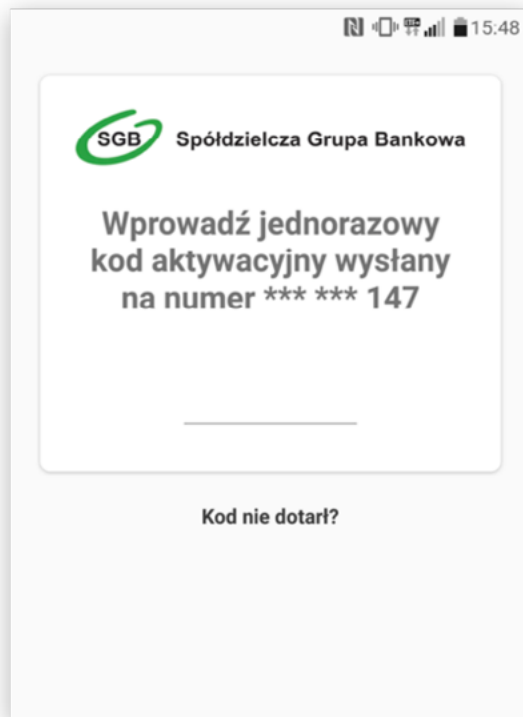 15:48
SGB Spółdzielcza Grupa Bankowa
Wprowadź jednorazowy
kod aktywacyjny wysłany
na numer *** *** 147
Kod nie dotarł?